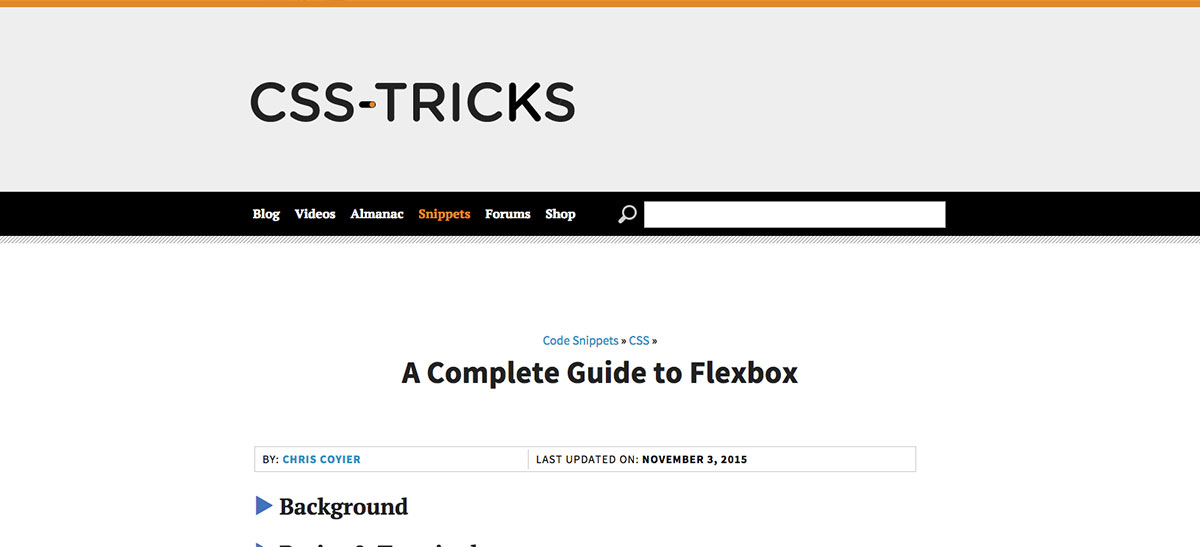 CSS-TRICKS
Blog Videos Almanac Snippets Forums Shop
Code Snippets » CSS »
A Complete Guide to Flexbox
BY: CHRIS COYIER LAST UPDATED ON: NOVEMBER 3, 2015
Background